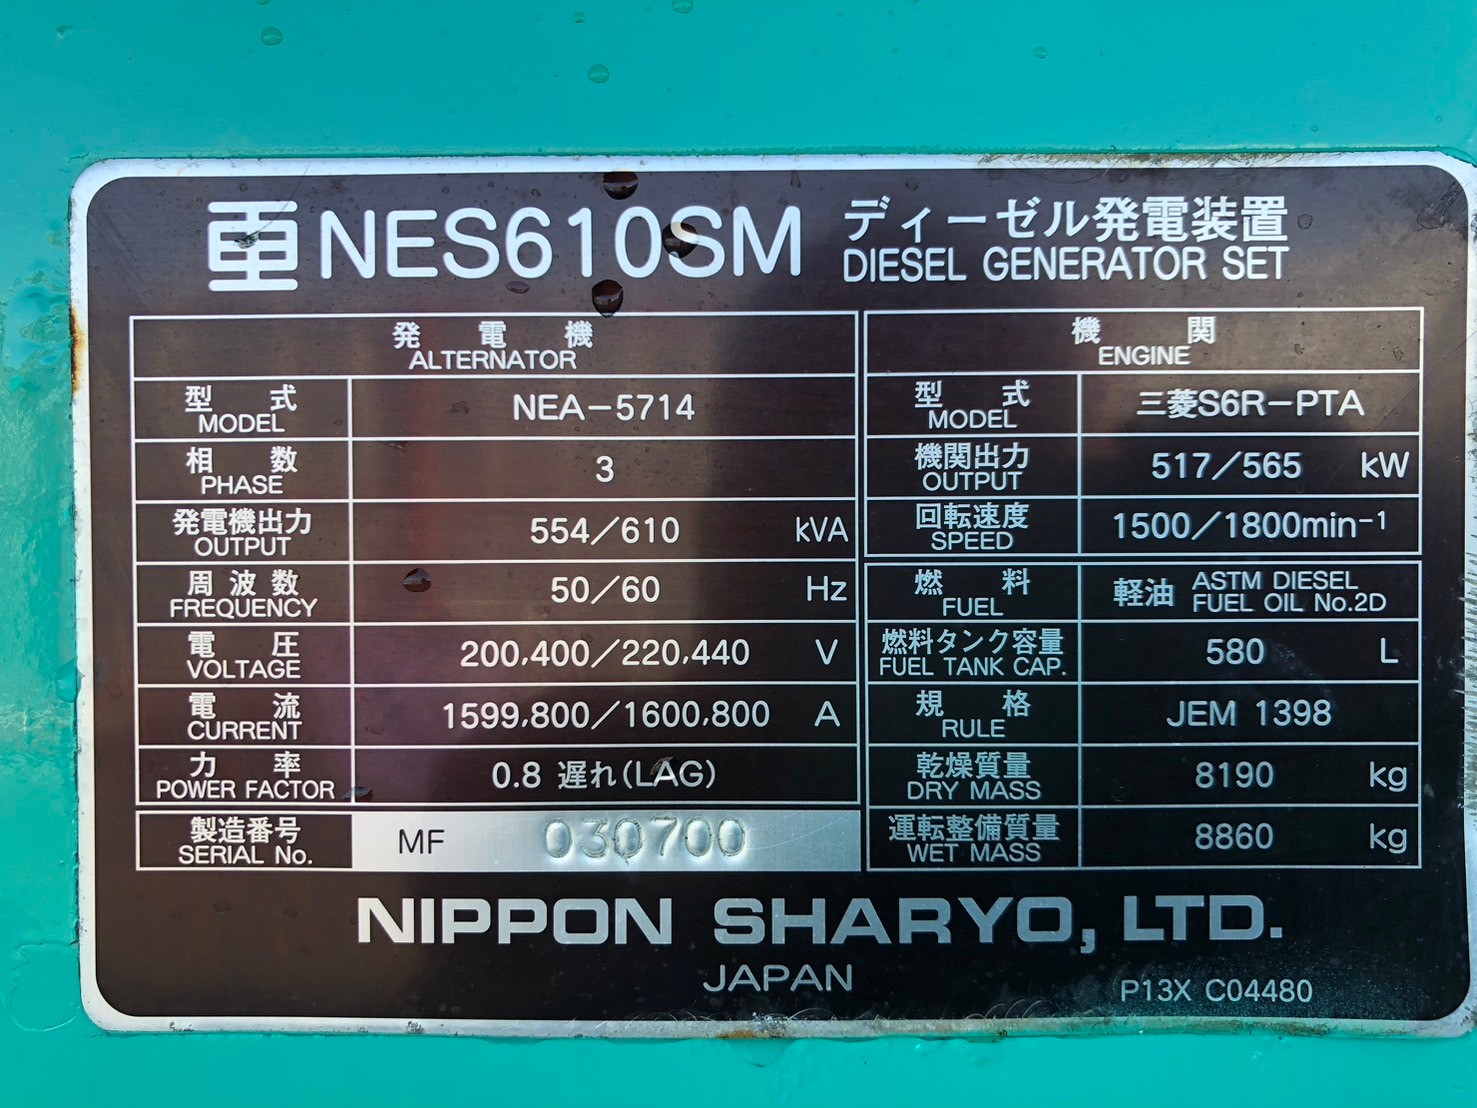 NES610SM ディーゼル発電装置
DIESEL GENERATOR SET
発電機
ALTERNATOR
型式
MODEL
NEA-5714
相数
PHASE
3
発電機出力
OUTPUT
554/610 kVA
周波数
FREQUENCY
50/60 Hz
電圧
VOLTAGE
200,400/220,440 V
電流
CURRENT
1599,800/1600,800 A
力率
POWER FACTOR
0.8 遅れ(LAG)
製造番号
SERIAL No.
MF 030700
機関
ENGINE
型式
MODEL
三菱S6R-PTA
機関出力
OUTPUT
517/565 kW
回転速度
SPEED
1500/1800min⁻¹
燃料
FUEL
軽油 ASTM DIESEL
FUEL OIL No.2D
燃料タンク容量
FUEL TANK CAP.
580 L
規格
RULE
JEM 1398
乾燥質量
DRY MASS
8190 kg
運転整備質量
WET MASS
8860 kg
NIPPON SHARYO, LTD.
JAPAN
P13X C04480